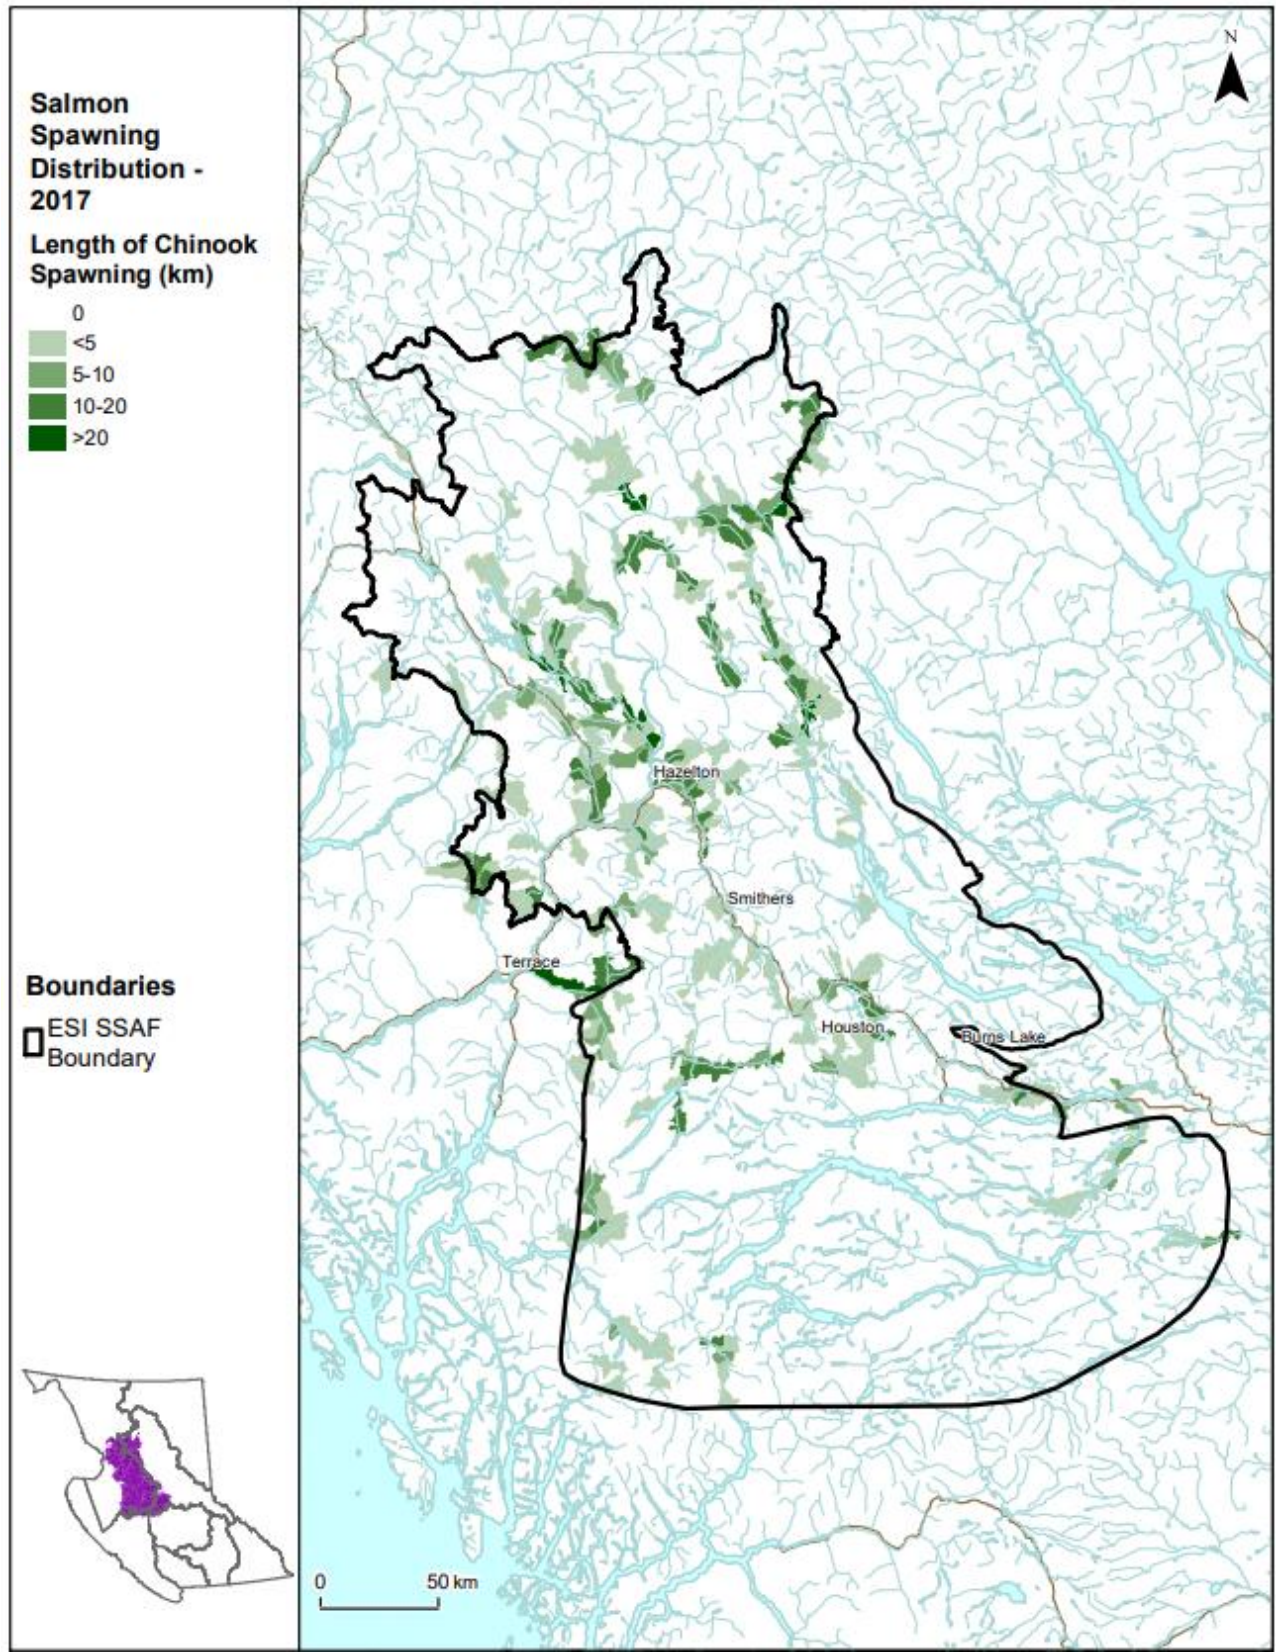 Salmon
Spawning
Distribution -
2017
Length of Chinook
Spawning (km)
0
<5
5-10
10-20
>20
Boundaries
ESI SSAF
Boundary
N
Hazelton
Smithers
Terrace
Houston
Burns Lake
0 50 km